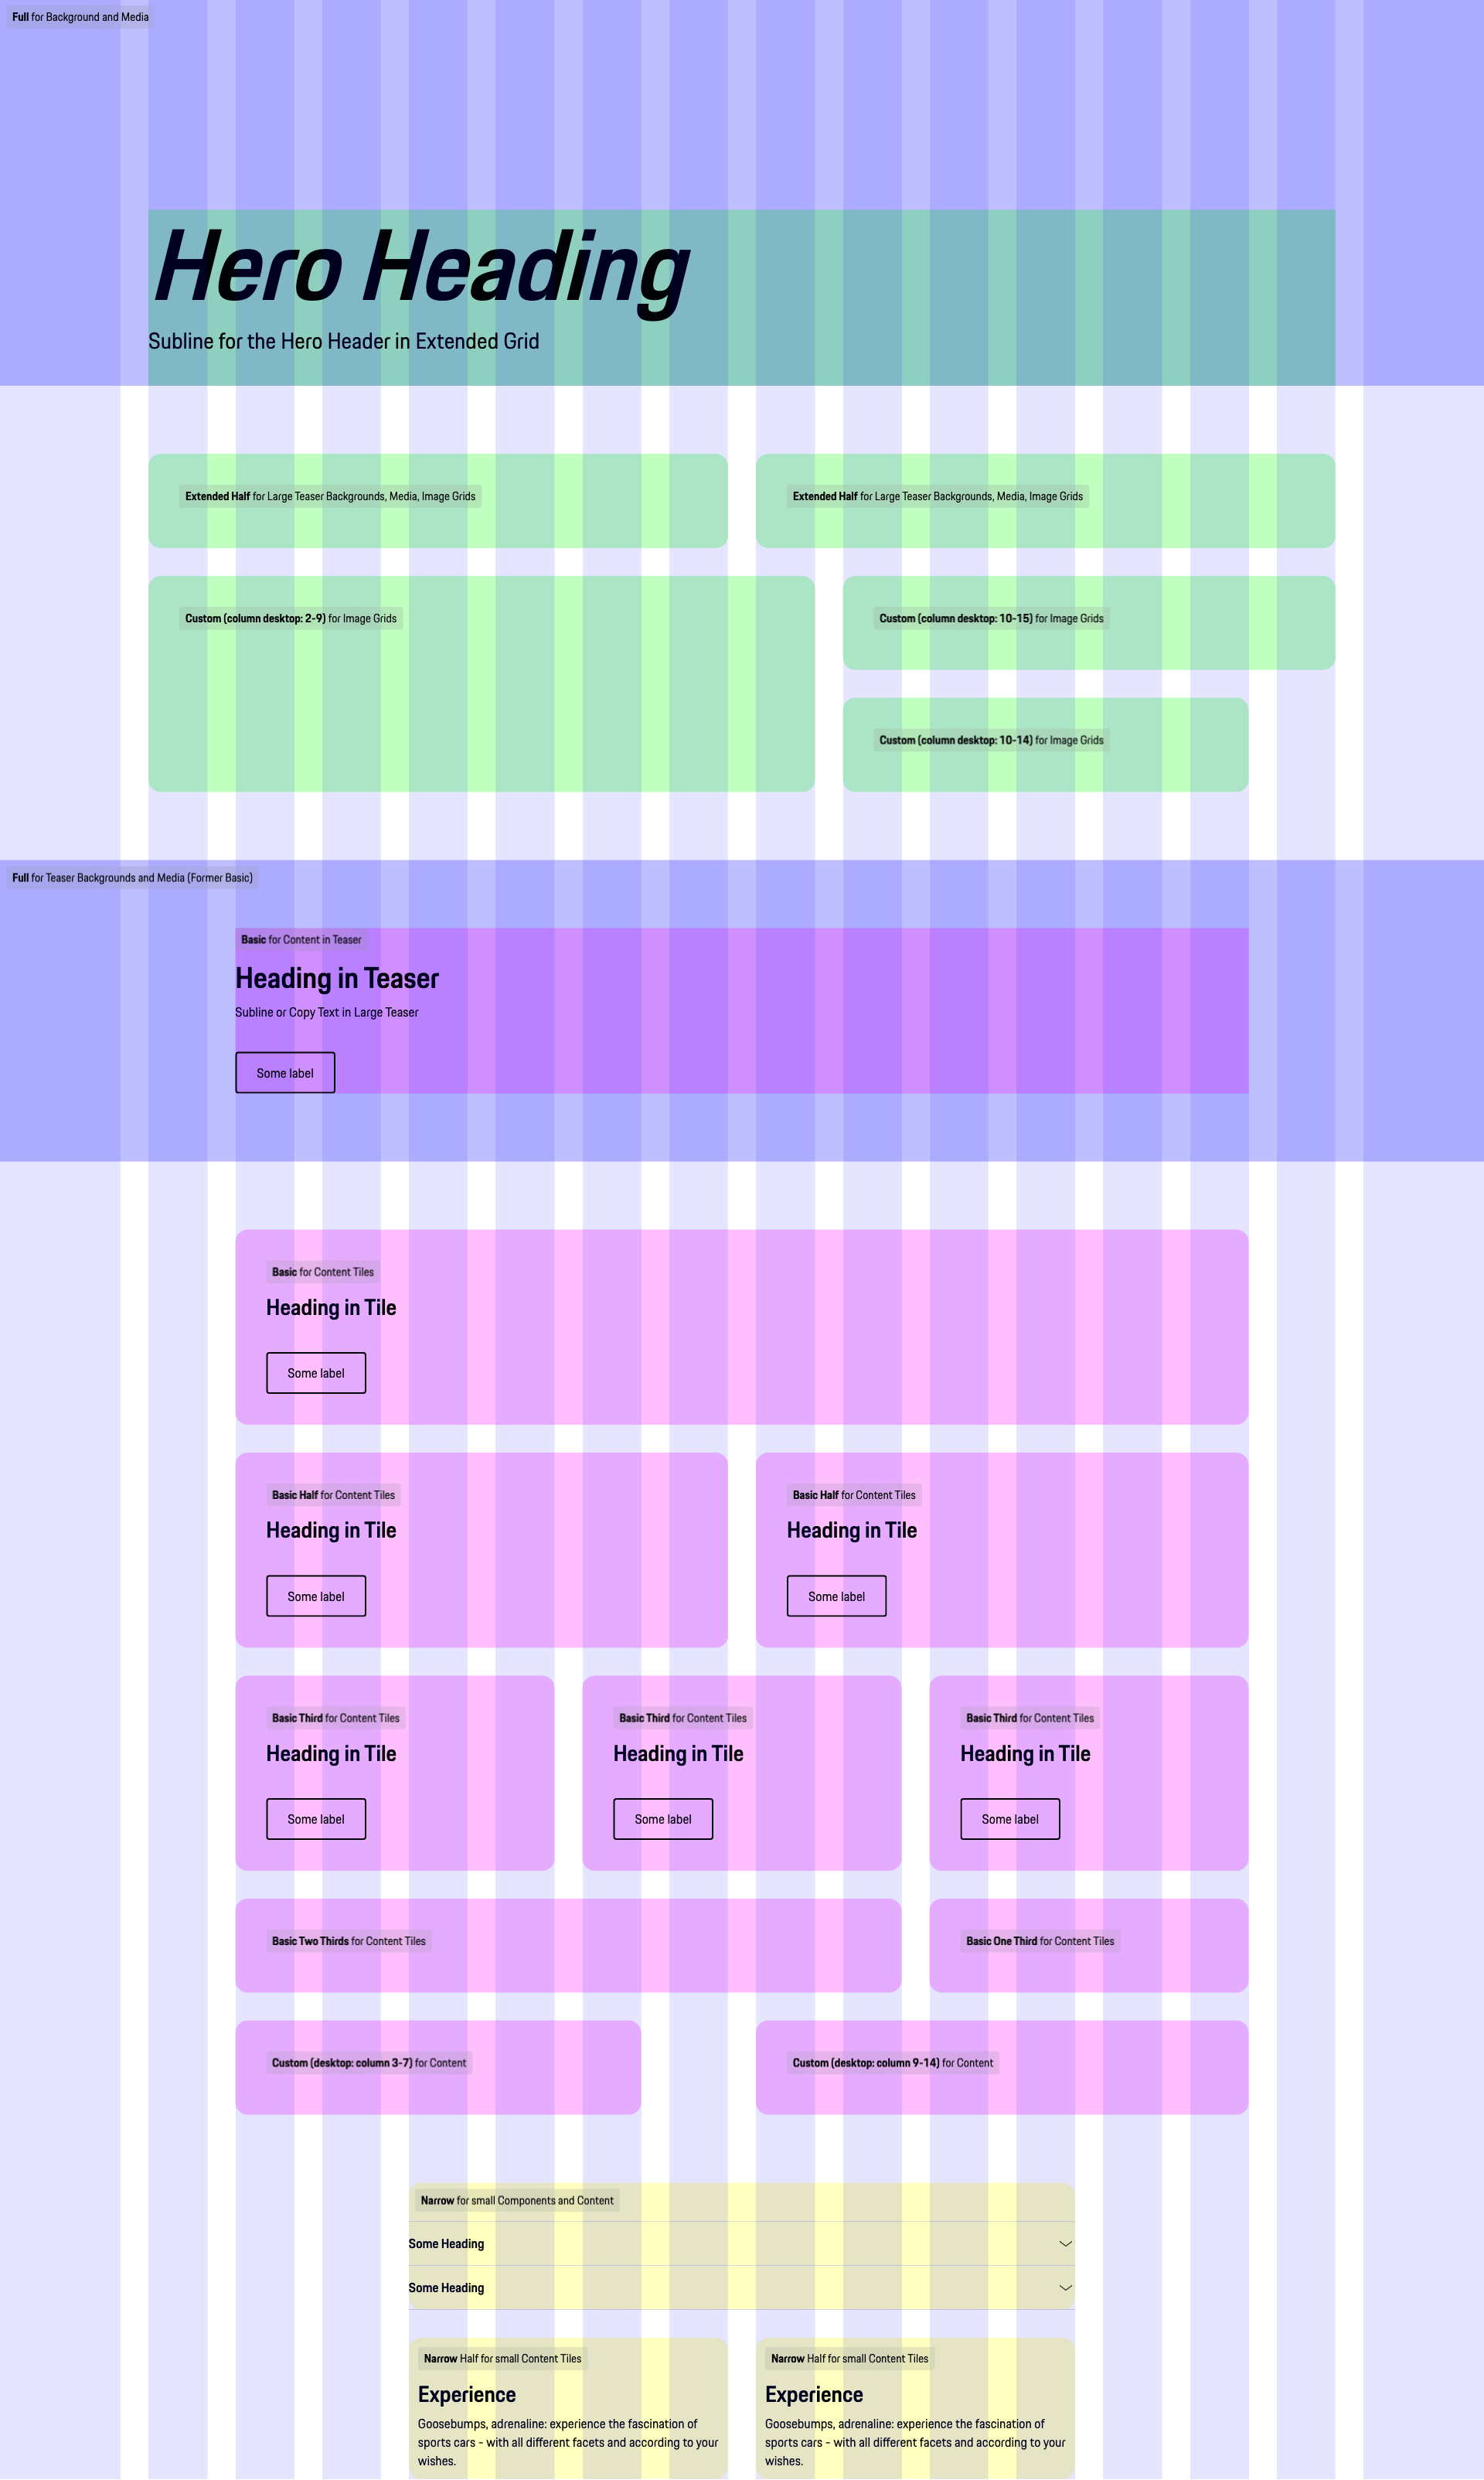 Full for Background and Media
Hero Heading
Subline for the Hero Header in Extended Grid
Extended Half for Large Teaser Backgrounds, Media, Image Grids
Extended Half for Large Teaser Backgrounds, Media, Image Grids
Custom (column desktop: 2-9) for Image Grids
Custom (column desktop: 10-15) for Image Grids
Custom (column desktop: 10-14) for Image Grids
Full for Teaser Backgrounds and Media (Former Basic)
Basic for Content in Teaser
Heading in Teaser
Subline or Copy Text in Large Teaser
Some label
Basic for Content Tiles
Heading in Tile
Some label
Basic Half for Content Tiles
Heading in Tile
Some label
Basic Half for Content Tiles
Heading in Tile
Some label
Basic Third for Content Tiles
Heading in Tile
Some label
Basic Third for Content Tiles
Heading in Tile
Some label
Basic Third for Content Tiles
Heading in Tile
Some label
Basic Two Thirds for Content Tiles
Basic One Third for Content Tiles
Custom (desktop: column 3-7) for Content
Custom (desktop: column 9-14) for Content
Narrow for small Components and Content
Some Heading
Some Heading
Narrow Half for small Content Tiles
Experience
Goosebumps, adrenaline: experience the fascination of
sports cars - with all different facets and according to your
wishes.
Narrow Half for small Content Tiles
Experience
Goosebumps, adrenaline: experience the fascination of
sports cars - with all different facets and according to your
wishes.